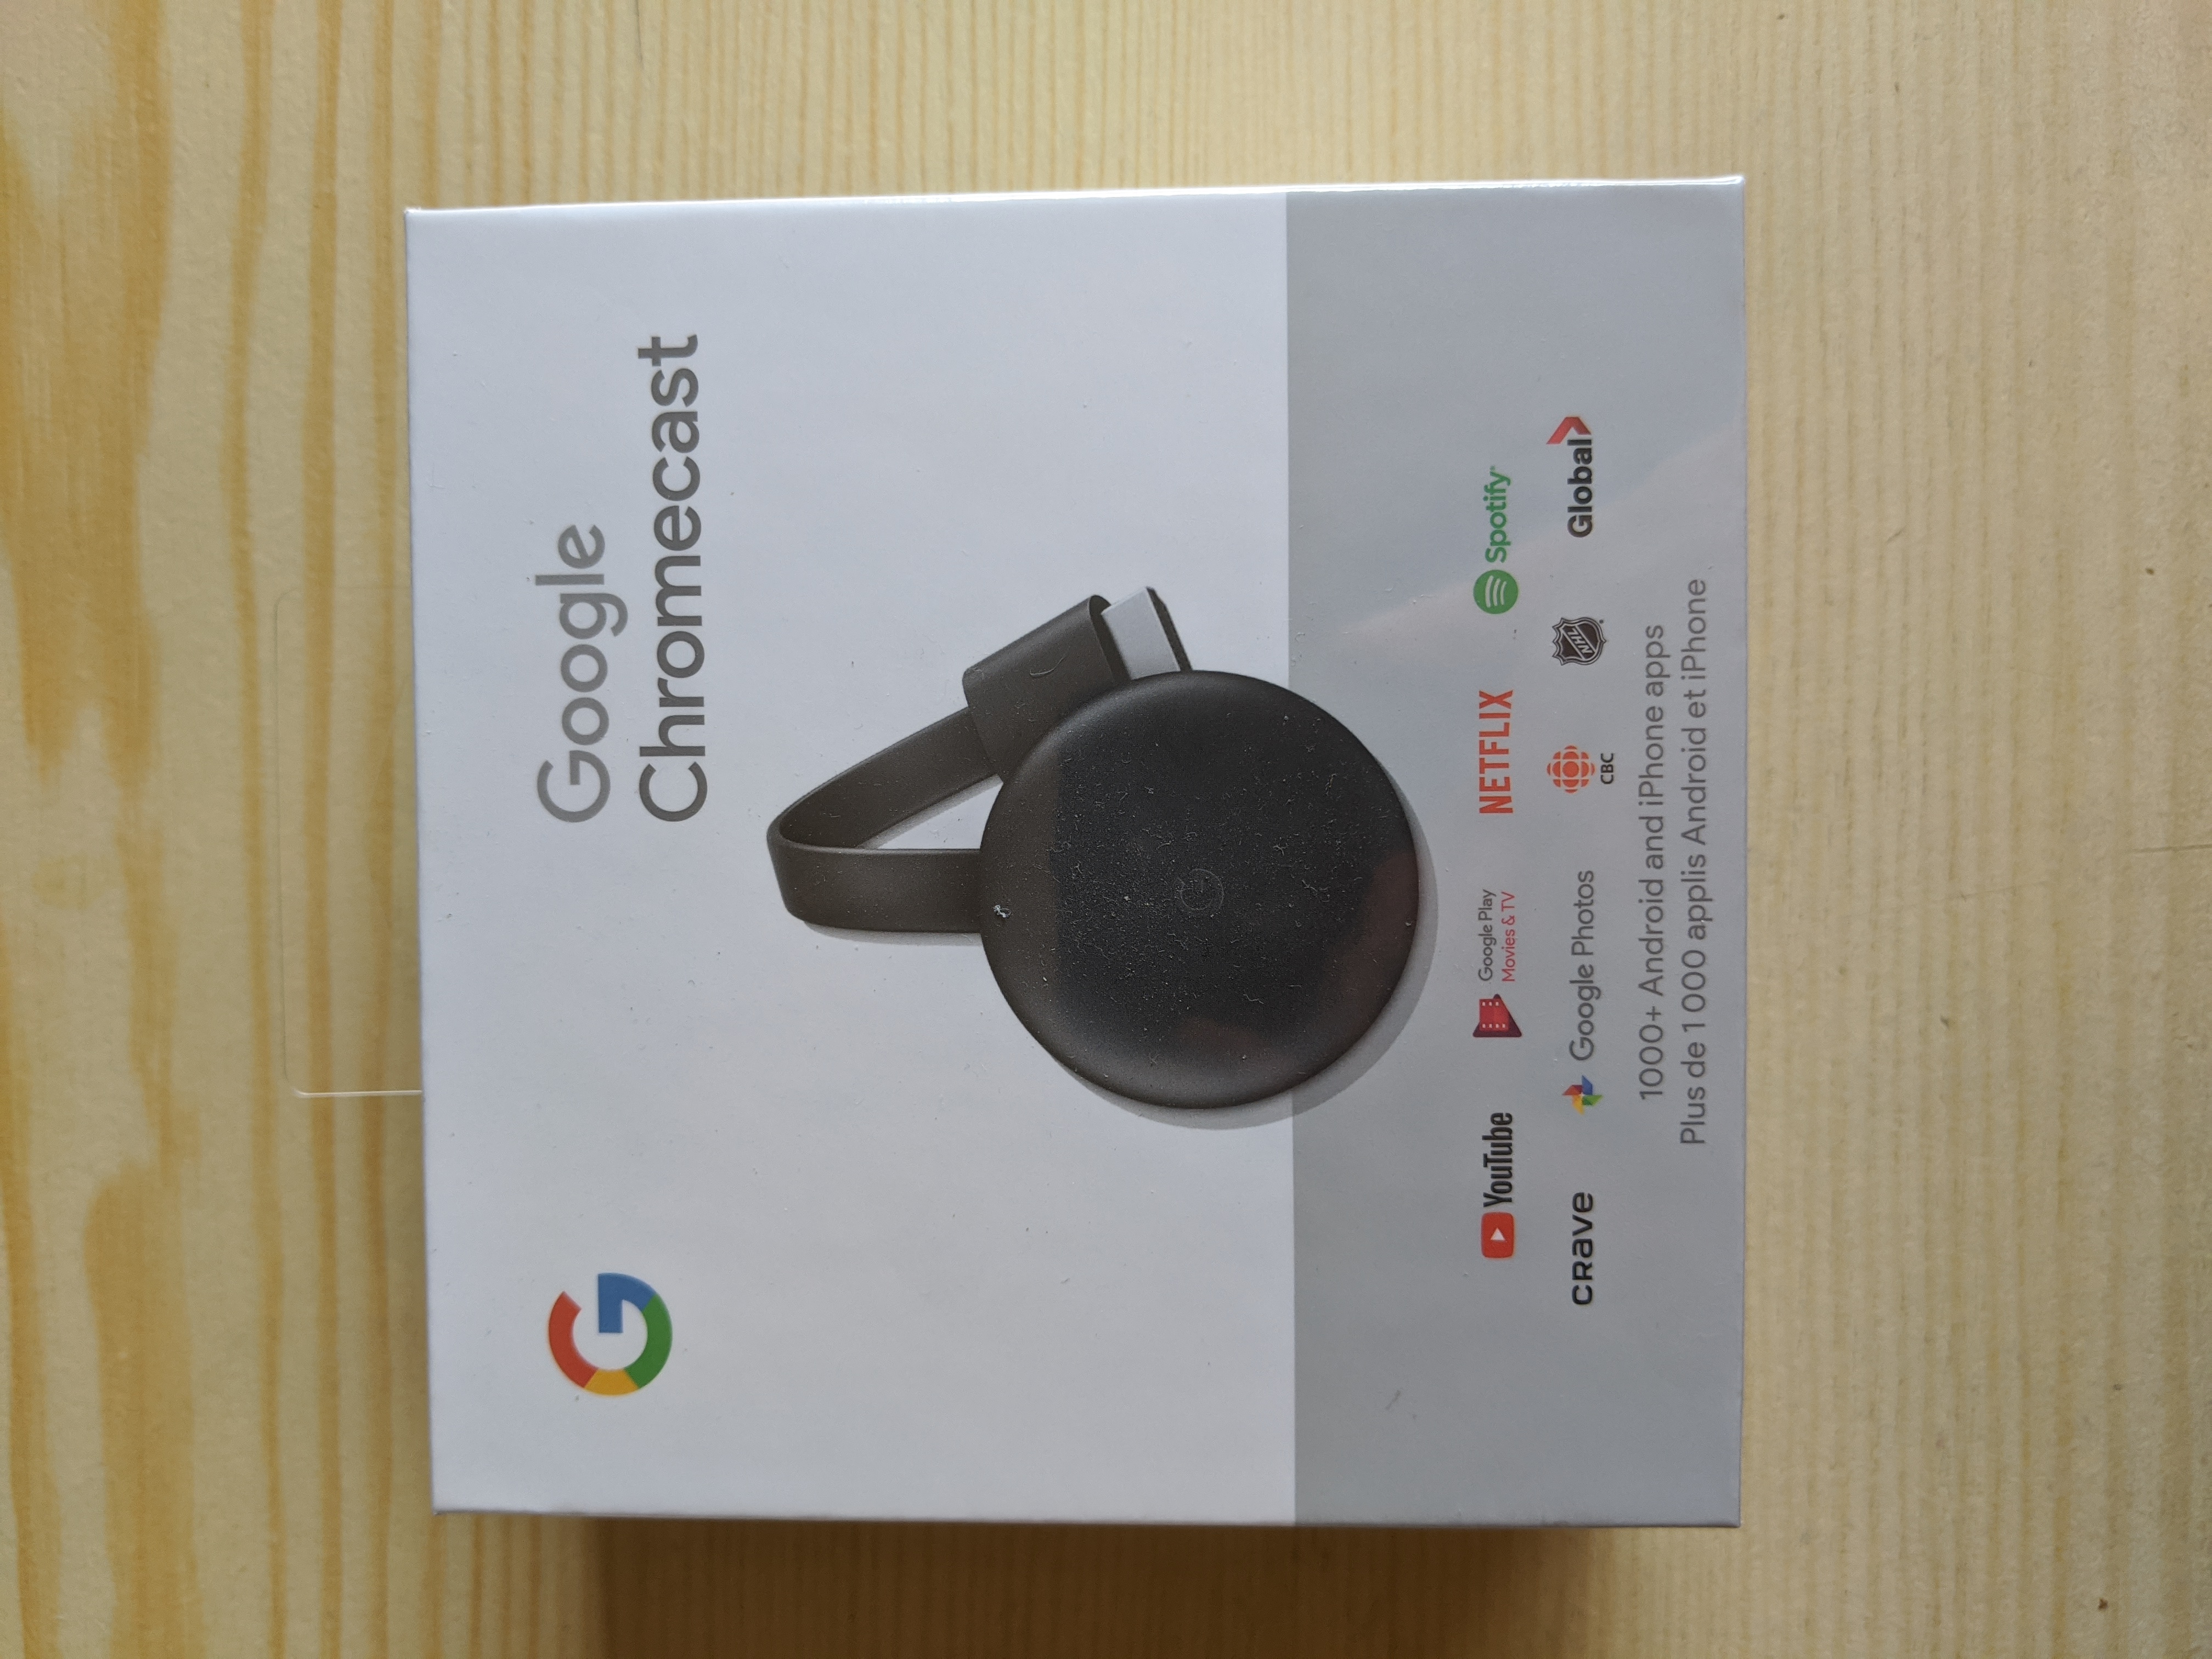 Google
Chromecast
G
YouTube Google Play Movies & TV NETFLIX Spotify
CRAVE Google Photos CBC NHL Global
1000+ Android and iPhone apps
Plus de 1 000 applis Android et iPhone